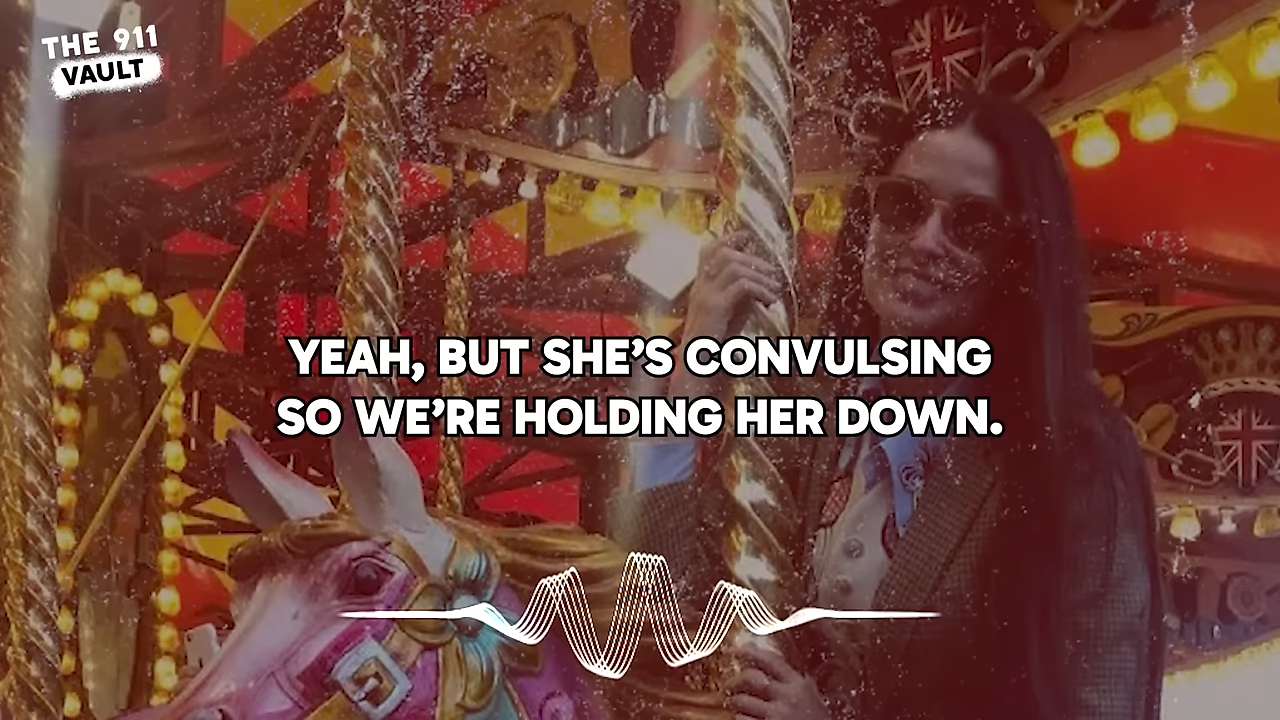 THE 911
VAULT
YEAH, BUT SHE'S CONVULSING
SO WE'RE HOLDING HER DOWN.